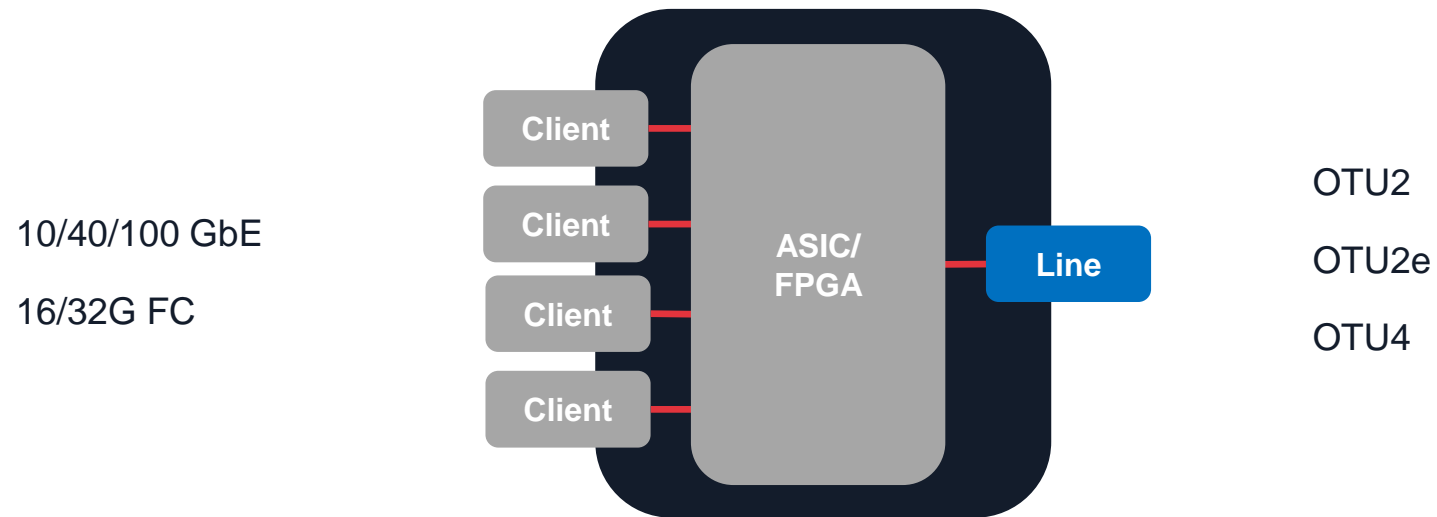 10/40/100 GbE
16/32G FC
Client
Client
Client
Client
ASIC/
FPGA
Line
OTU2
OTU2e
OTU4